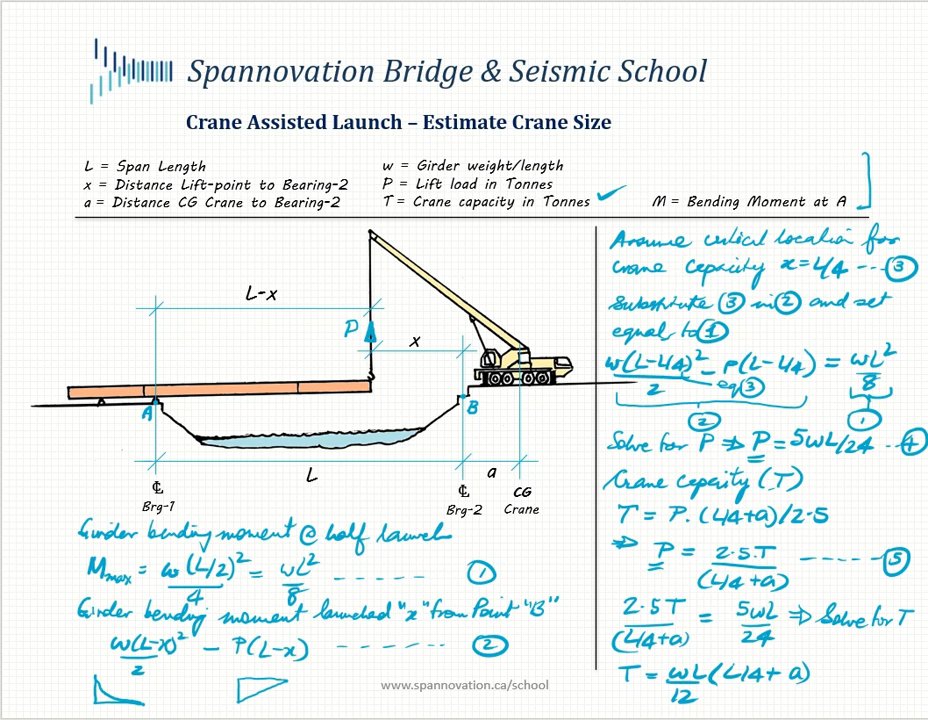 Spannovation Bridge & Seismic School
Crane Assisted Launch – Estimate Crane Size
L = Span Length
x = Distance Lift-point to Bearing-2
a = Distance CG Crane to Bearing-2
w = Girder weight/length
P = Lift load in Tonnes
T = Crane capacity in Tonnes ✓
M = Bending Moment at A
L-x
P
x
A
B
L
a
℄
Brg-1
℄
Brg-2
CG
Crane
Girder bending moment @ half launch
Mmax = w(L/2)²/4 = wL²/8 ----- ①
Girder bending moment launched "x" from Point "B"
w(L-x)²/2 - P(L-x) ------ ②
Assume critical location for
crane capacity x = L/4 --- ③
Substitute ③ in ② and set
equal to ①
w(L-L/4)²/2 - P(L-L/4) = wL²/8
eq ③
② ①
Solve for P ⇒ P = 5wL/24 -- ④
Crane capacity (T)
T = P.(L/4+a)/2.5
⇒ P = 2.5T/(L/4+a) ------ ⑤
2.5T/(L/4+a) = 5wL/24 ⇒ Solve for T
T = wL/12 (L/4 + a)
www.spannovation.ca/school